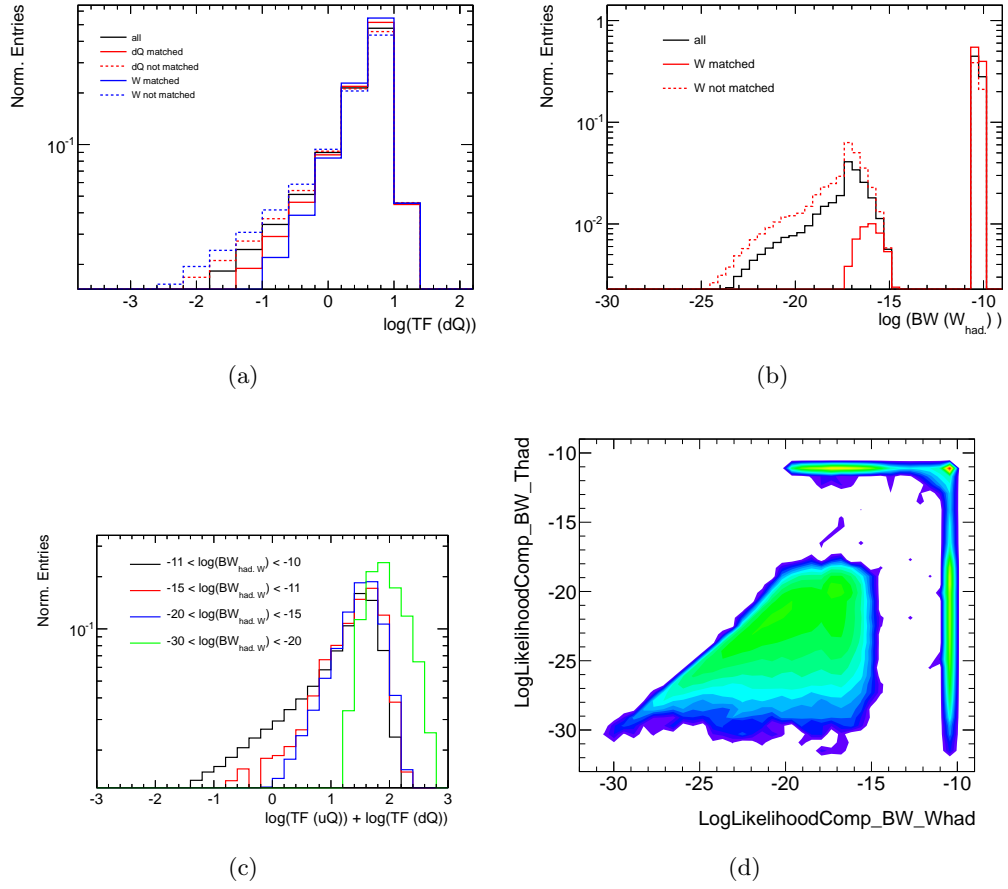 Norm. Entries
all
dQ matched
dQ not matched
W matched
W not matched
10⁻¹
-3 -2 -1 0 1 2
log(TF (dQ))
(a)
Norm. Entries
all
W matched
W not matched
1
10⁻¹
10⁻²
-30 -25 -20 -15 -10
log (BW (W_had.) )
(b)
Norm. Entries
-11 < log(BW_had. W) < -10
-15 < log(BW_had. W) < -11
-20 < log(BW_had. W) < -15
-30 < log(BW_had. W) < -20
10⁻¹
-3 -2 -1 0 1 2 3
log(TF (uQ)) + log(TF (dQ))
(c)
LogLikelihoodComp_BW_Thad
-10
-15
-20
-25
-30
-30 -25 -20 -15 -10
LogLikelihoodComp_BW_Whad
(d)